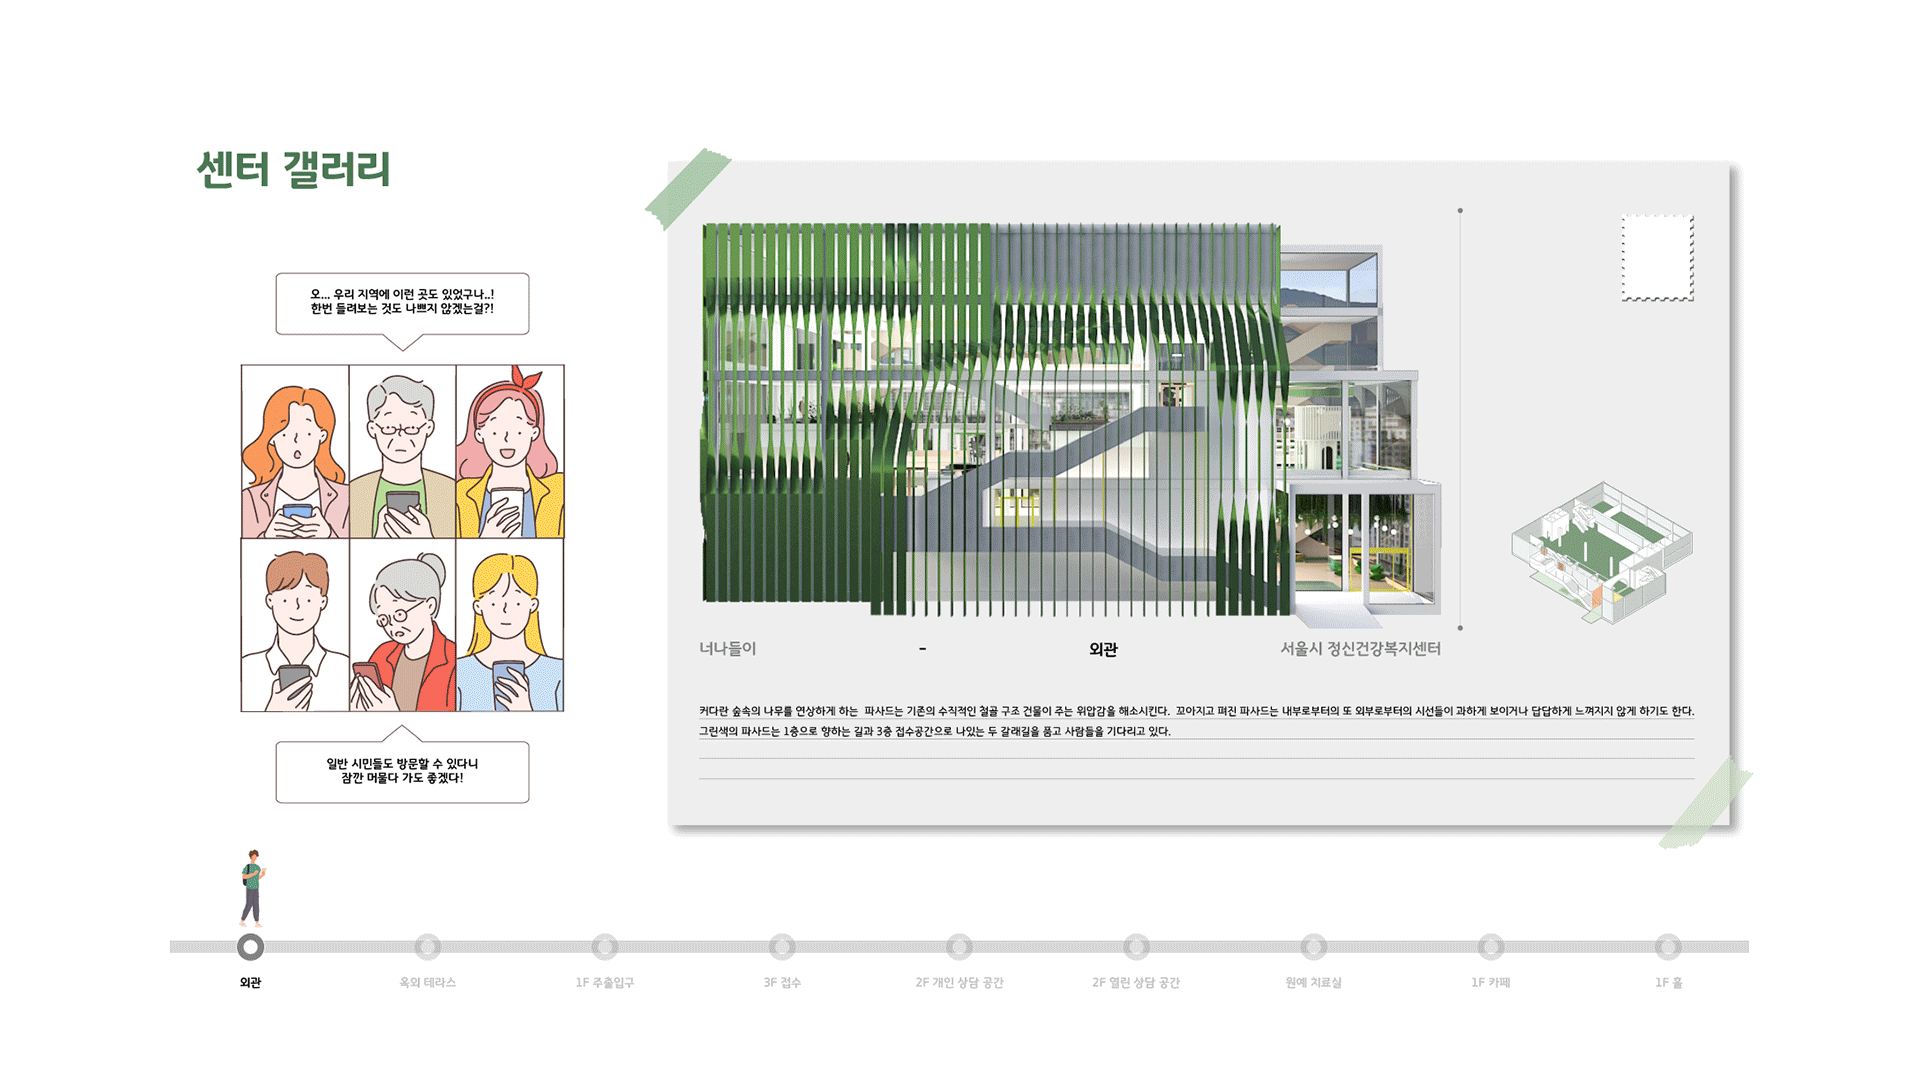 센터 갤러리
오... 우리 지역에 이런 곳도 있었구나..!
한번 들려보는 것도 나쁘지 않겠는걸?!
일반 시민들도 방문할 수 있다니
잠깐 머물다 가도 좋겠다!
너나들이 - 외관 서울시 정신건강복지센터
커다란 숲속의 나무를 연상하게 하는 파사드는 기존의 수직적인 철골 구조 건물이 주는 위압감을 해소시킨다. 꼬아지고 펴진 파사드는 내부로부터의 또 외부로부터의 시선들이 과하게 보이거나 답답하게 느껴지지 않게 하기도 한다.
그린색의 파사드는 1층으로 향하는 길과 3층 접수공간으로 나있는 두 갈래길을 품고 사람들을 기다리고 있다.
외관 옥외 테라스 1F 주출입구 3F 접수 2F 개인 상담 공간 2F 열린 상담 공간 원예 치료실 1F 카페 1F 홀